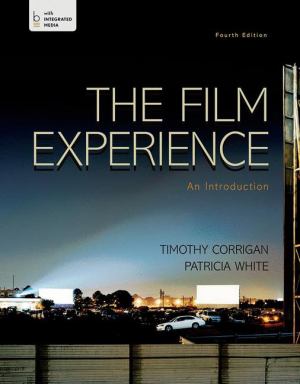 b
with
INTEGRATED
MEDIA
Fourth Edition
THE FILM
EXPERIENCE
An Introduction
TIMOTHY CORRIGAN
PATRICIA WHITE